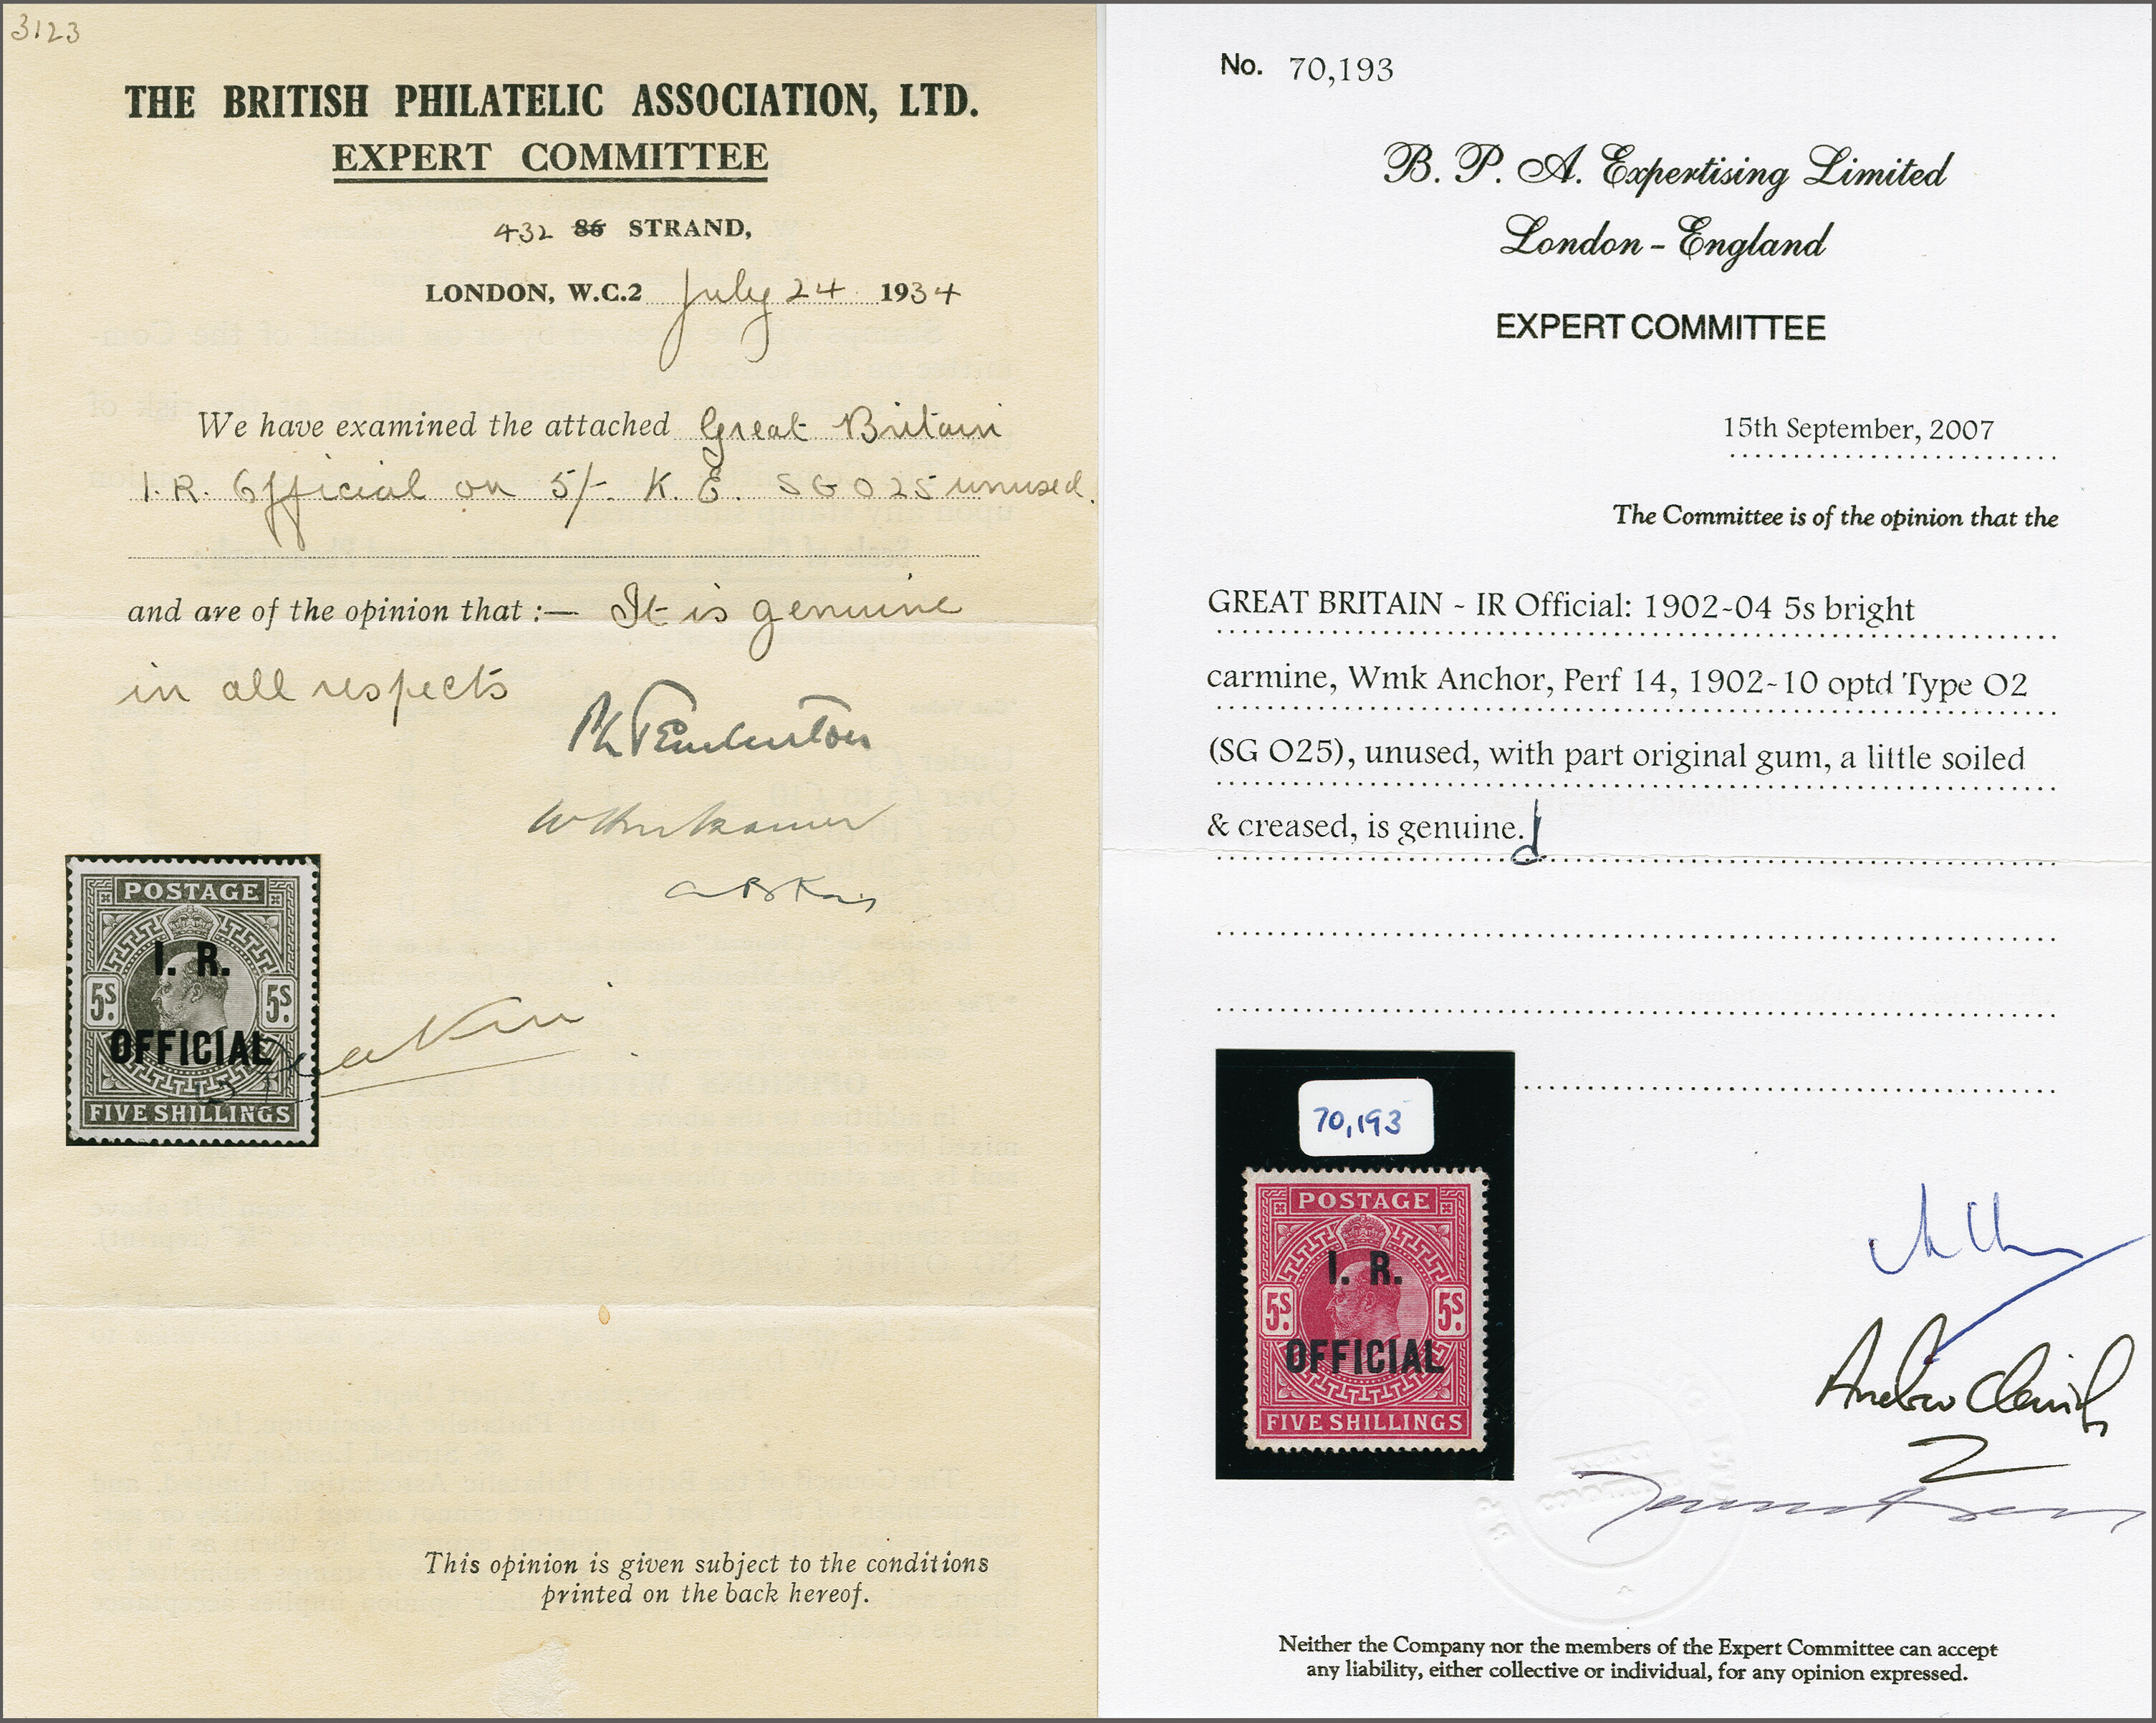 3123
THE BRITISH PHILATELIC ASSOCIATION, LTD.
EXPERT COMMITTEE
432 86 STRAND,
LONDON, W.C.2 July 24 1934
We have examined the attached Great Britain
I.R. Official on 5/- K.E. SG O25 unused.
and are of the opinion that :— It is genuine
in all respects
POSTAGE
I. R.
5S. 5S.
OFFICIAL
FIVE SHILLINGS
This opinion is given subject to the conditions
printed on the back hereof.
No. 70,193
B. P. A. Expertising Limited
London - England
EXPERT COMMITTEE
15th September, 2007
The Committee is of the opinion that the
GREAT BRITAIN - IR Official: 1902-04 5s bright
carmine, Wmk Anchor, Perf 14, 1902-10 optd Type O2
(SG O25), unused, with part original gum, a little soiled
& creased, is genuine.
70,193
POSTAGE
I. R.
5S. 5S.
OFFICIAL
FIVE SHILLINGS
Neither the Company nor the members of the Expert Committee can accept
any liability, either collective or individual, for any opinion expressed.